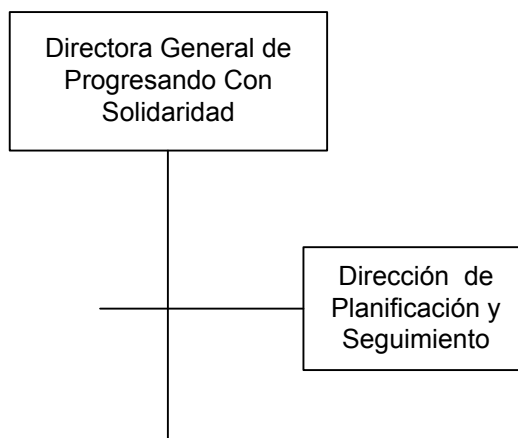 Directora General de
Progresando Con
Solidaridad
Dirección de
Planificación y
Seguimiento